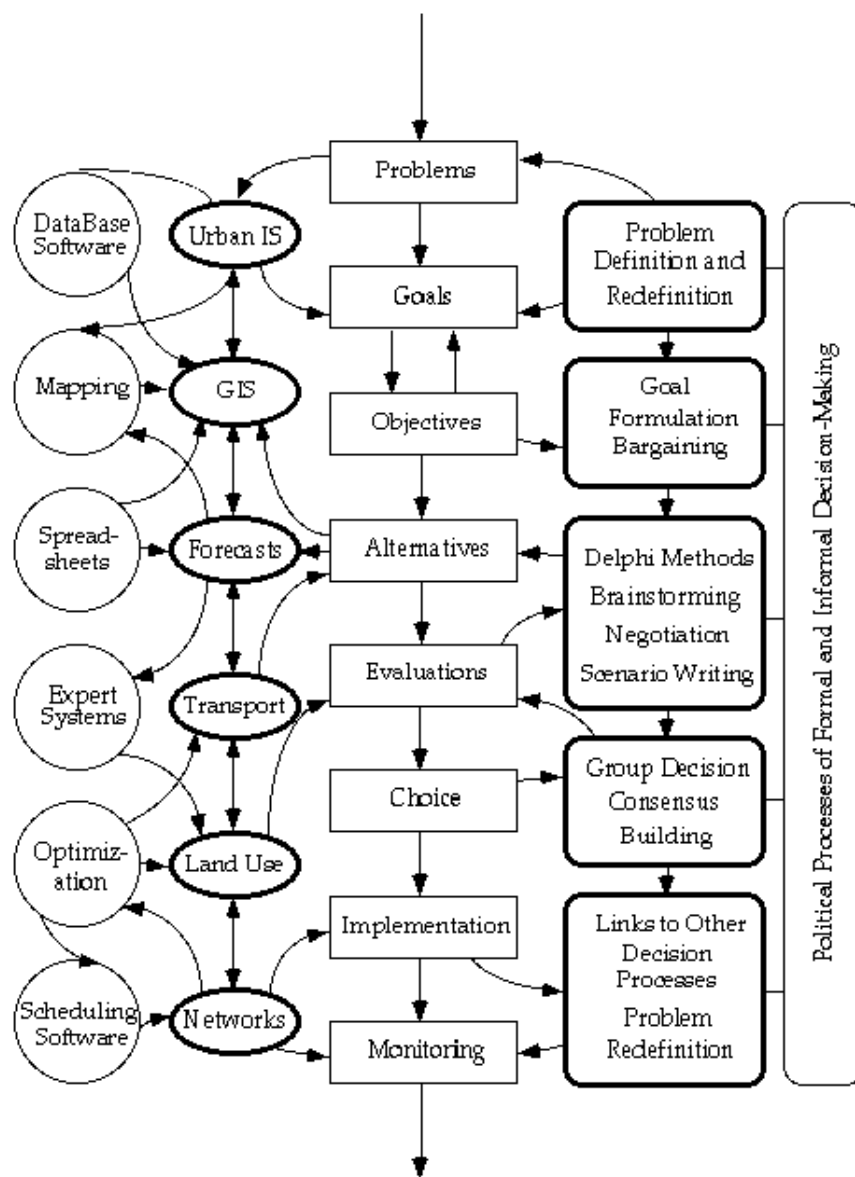 Problems
DataBase
Software
Urban IS
Problem
Definition and
Redefinition
Goals
Mapping
GIS
Goal
Formulation
Bargaining
Objectives
Spread-
sheets
Forecasts
Alternatives
Delphi Methods
Brainstorming
Negotiation
Scenario Writing
Expert
Systems
Transport
Evaluations
Group Decision
Consensus
Building
Choice
Optimiz-
ation
Land Use
Implementation
Links to Other
Decision
Processes
Problem
Redefinition
Scheduling
Software
Networks
Monitoring
Political Processes of Formal and Informal Decision-Making